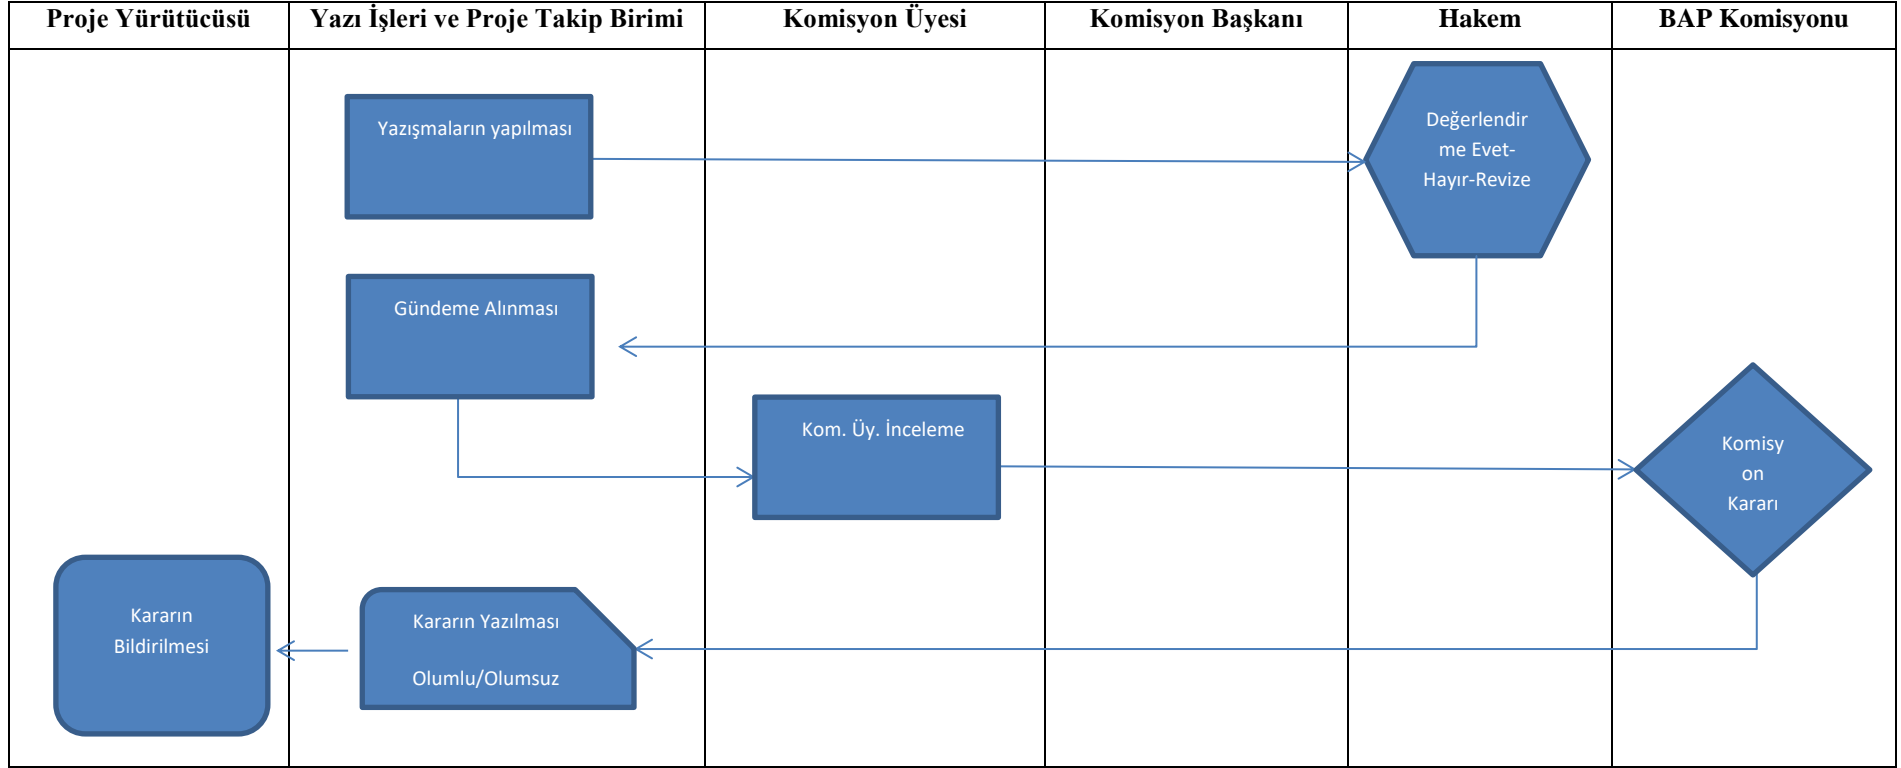 Proje Yürütücüsü
Yazı İşleri ve Proje Takip Birimi
Komisyon Üyesi
Komisyon Başkanı
Hakem
BAP Komisyonu
Yazışmaların yapılması
Değerlendir
me Evet-
Hayır-Revize
Gündeme Alınması
Kom. Üy. İnceleme
Komisy
on
Kararı
Kararın
Bildirilmesi
Kararın Yazılması
Olumlu/Olumsuz